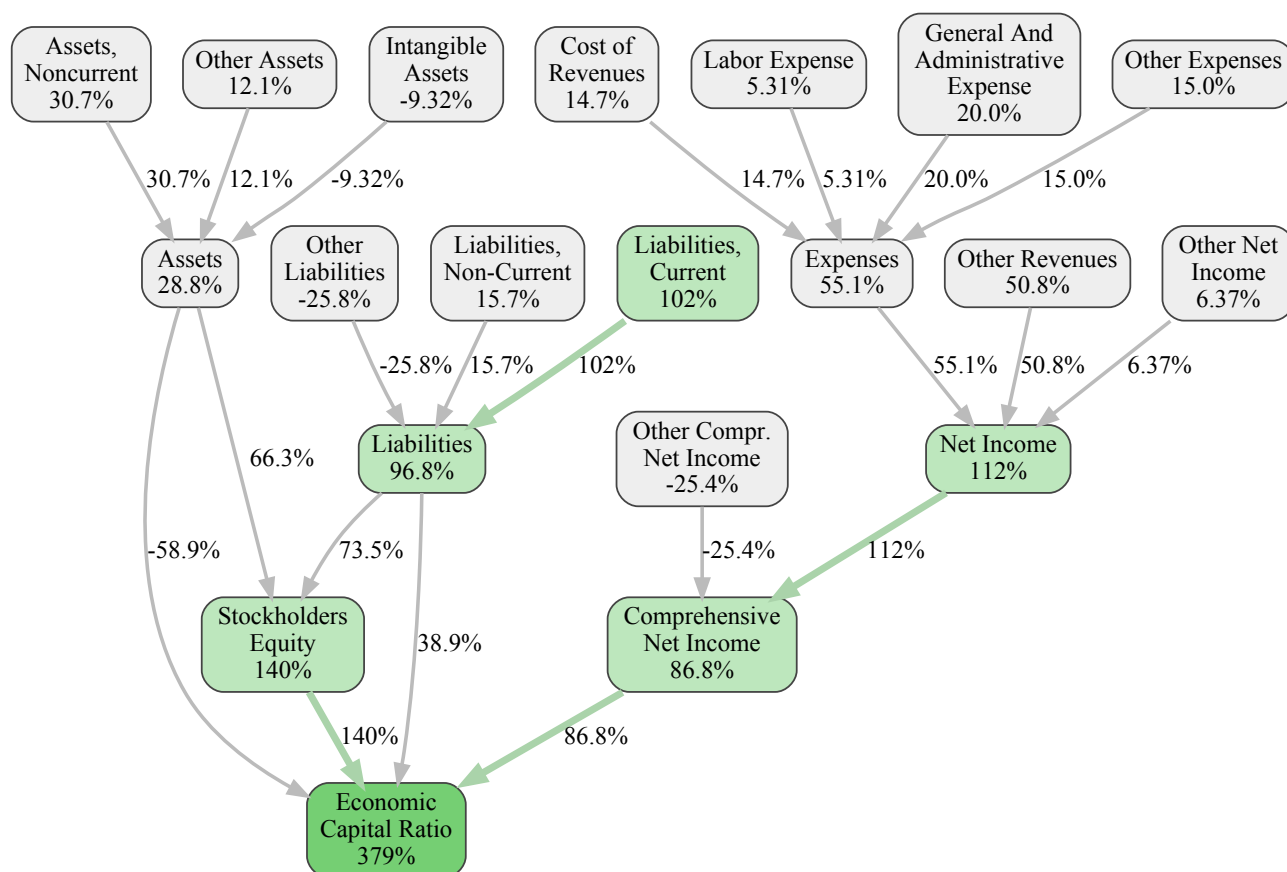 Assets,
Noncurrent
30.7%
Other Assets
12.1%
Intangible
Assets
-9.32%
Cost of
Revenues
14.7%
Labor Expense
5.31%
General And
Administrative
Expense
20.0%
Other Expenses
15.0%
30.7%
12.1%
-9.32%
14.7%
5.31%
20.0%
15.0%
Assets
28.8%
Other
Liabilities
-25.8%
Liabilities,
Non-Current
15.7%
Liabilities,
Current
102%
Expenses
55.1%
Other Revenues
50.8%
Other Net
Income
6.37%
-25.8%
15.7%
102%
55.1%
50.8%
6.37%
66.3%
Liabilities
96.8%
Other Compr.
Net Income
-25.4%
Net Income
112%
-58.9%
73.5%
-25.4%
112%
Stockholders
Equity
140%
38.9%
Comprehensive
Net Income
86.8%
140%
86.8%
Economic
Capital Ratio
379%